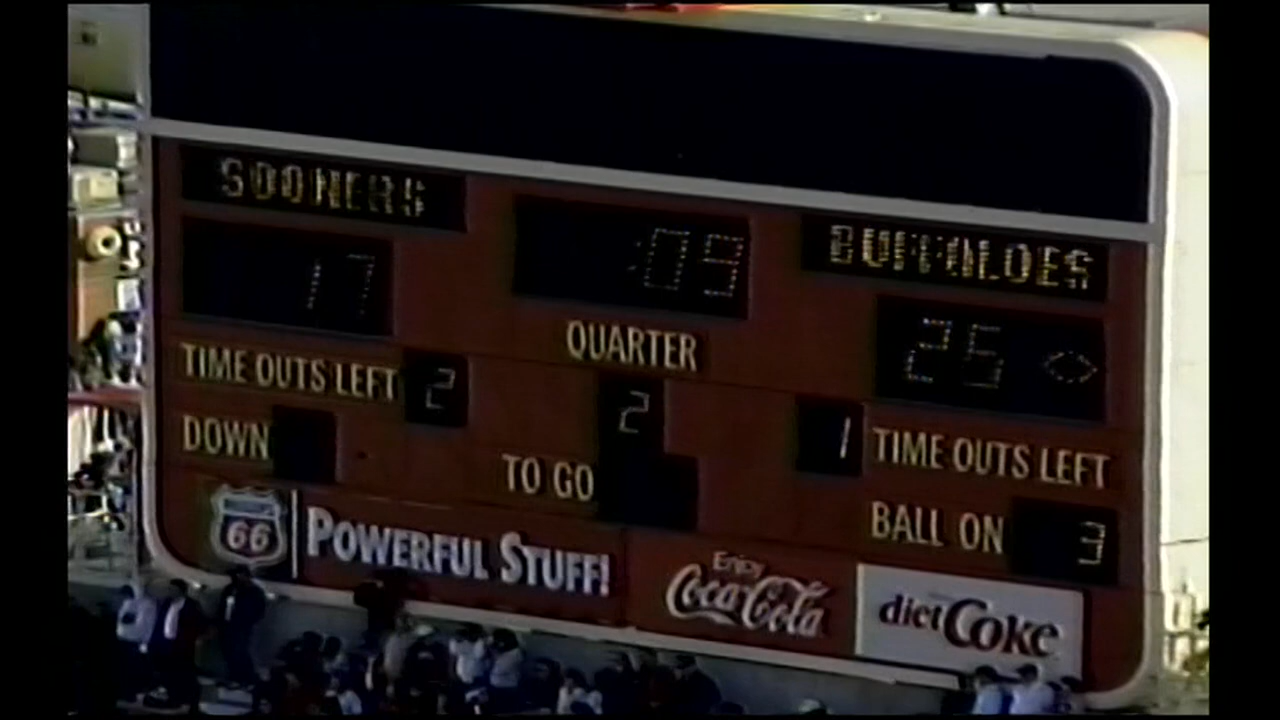 SOONERS
:09
BUFFALOES
17
25
QUARTER
2
TIME OUTS LEFT 2
1 TIME OUTS LEFT
DOWN
TO GO
BALL ON 3
66
POWERFUL STUFF!
Enjoy
Coca-Cola
diet Coke